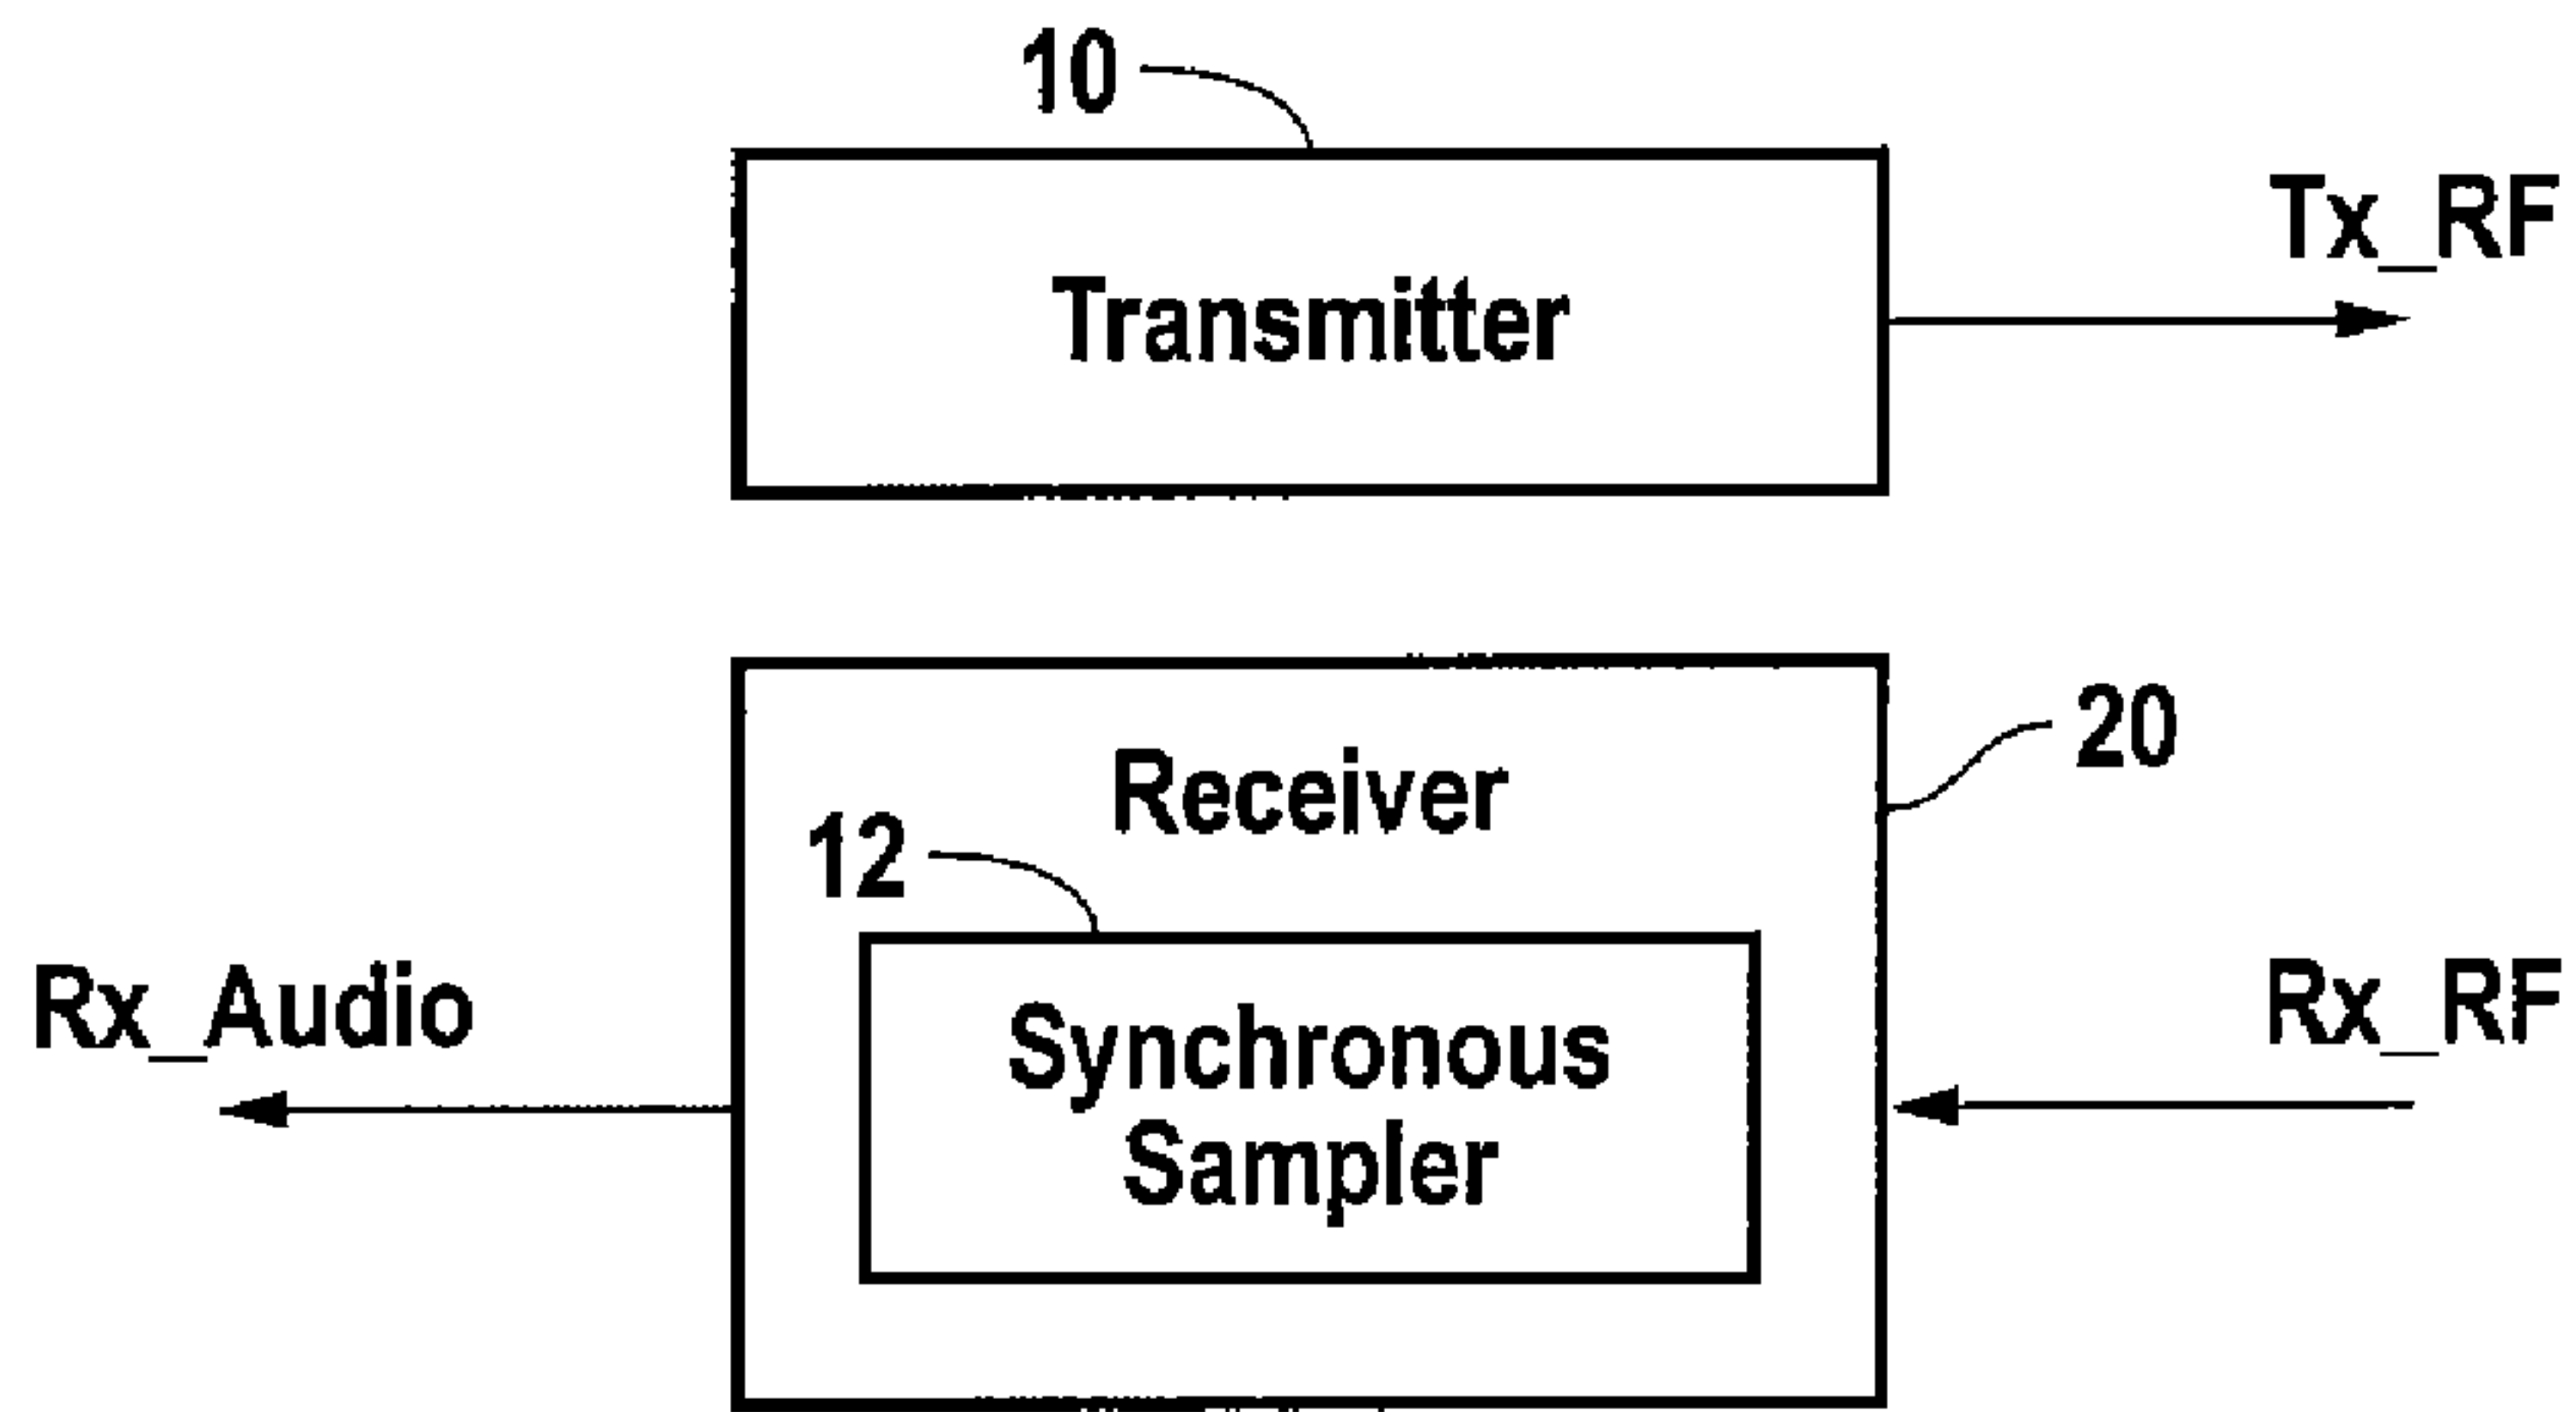 10
Tx_RF
Transmitter
20
Receiver
12
Rx_Audio
Synchronous
Sampler
Rx_RF